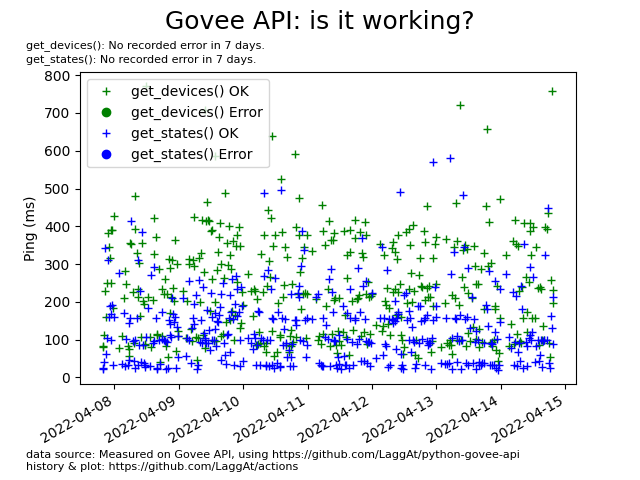 Govee API: is it working?
get_devices(): No recorded error in 7 days.
get_states(): No recorded error in 7 days.
get_devices() OK
get_devices() Error
get_states() OK
get_states() Error
Ping (ms)
800
700
600
500
400
300
200
100
0
2022-04-08
2022-04-09
2022-04-10
2022-04-11
2022-04-12
2022-04-13
2022-04-14
2022-04-15
data source: Measured on Govee API, using https://github.com/LaggAt/python-govee-api
history & plot: https://github.com/LaggAt/actions